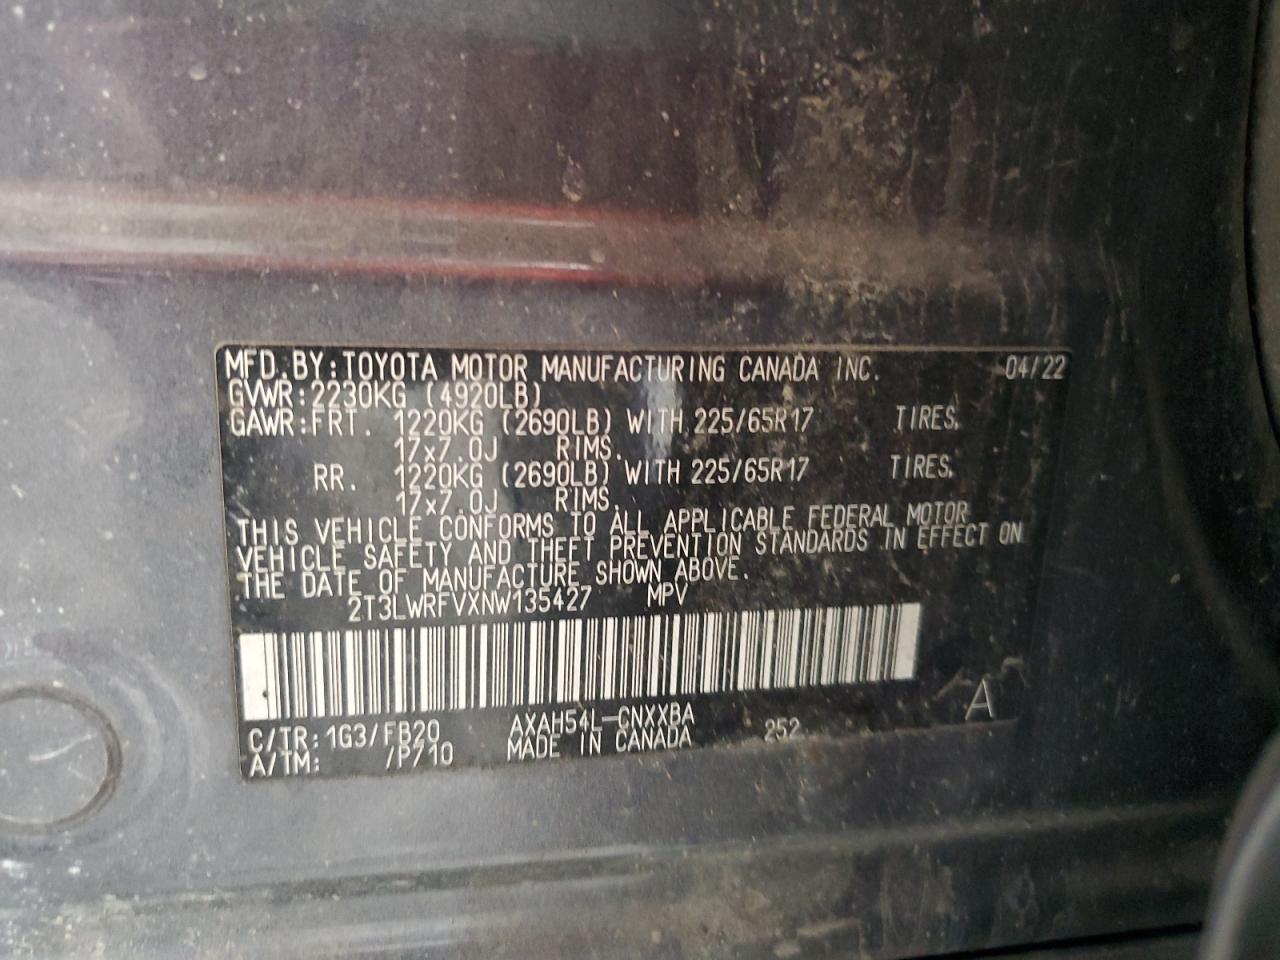 MFD. BY: TOYOTA MOTOR MANUFACTURING CANADA INC. 04/22
GVWR: 2230KG (4920LB)
GAWR: FRT. 1220KG (2690LB) WITH 225/65R17 TIRES,
17x7.0J RIMS.
RR. 1220KG (2690LB) WITH 225/65R17 TIRES,
17x7.0J RIMS.
THIS VEHICLE CONFORMS TO ALL APPLICABLE FEDERAL MOTOR
VEHICLE SAFETY AND THEFT PREVENTION STANDARDS IN EFFECT ON
THE DATE OF MANUFACTURE SHOWN ABOVE.
2T3LWRFVXNW135427 MPV
A
C/TR: 1G3/FB20 AXAH54L-CNXXBA 252
A/TM: /P710 MADE IN CANADA